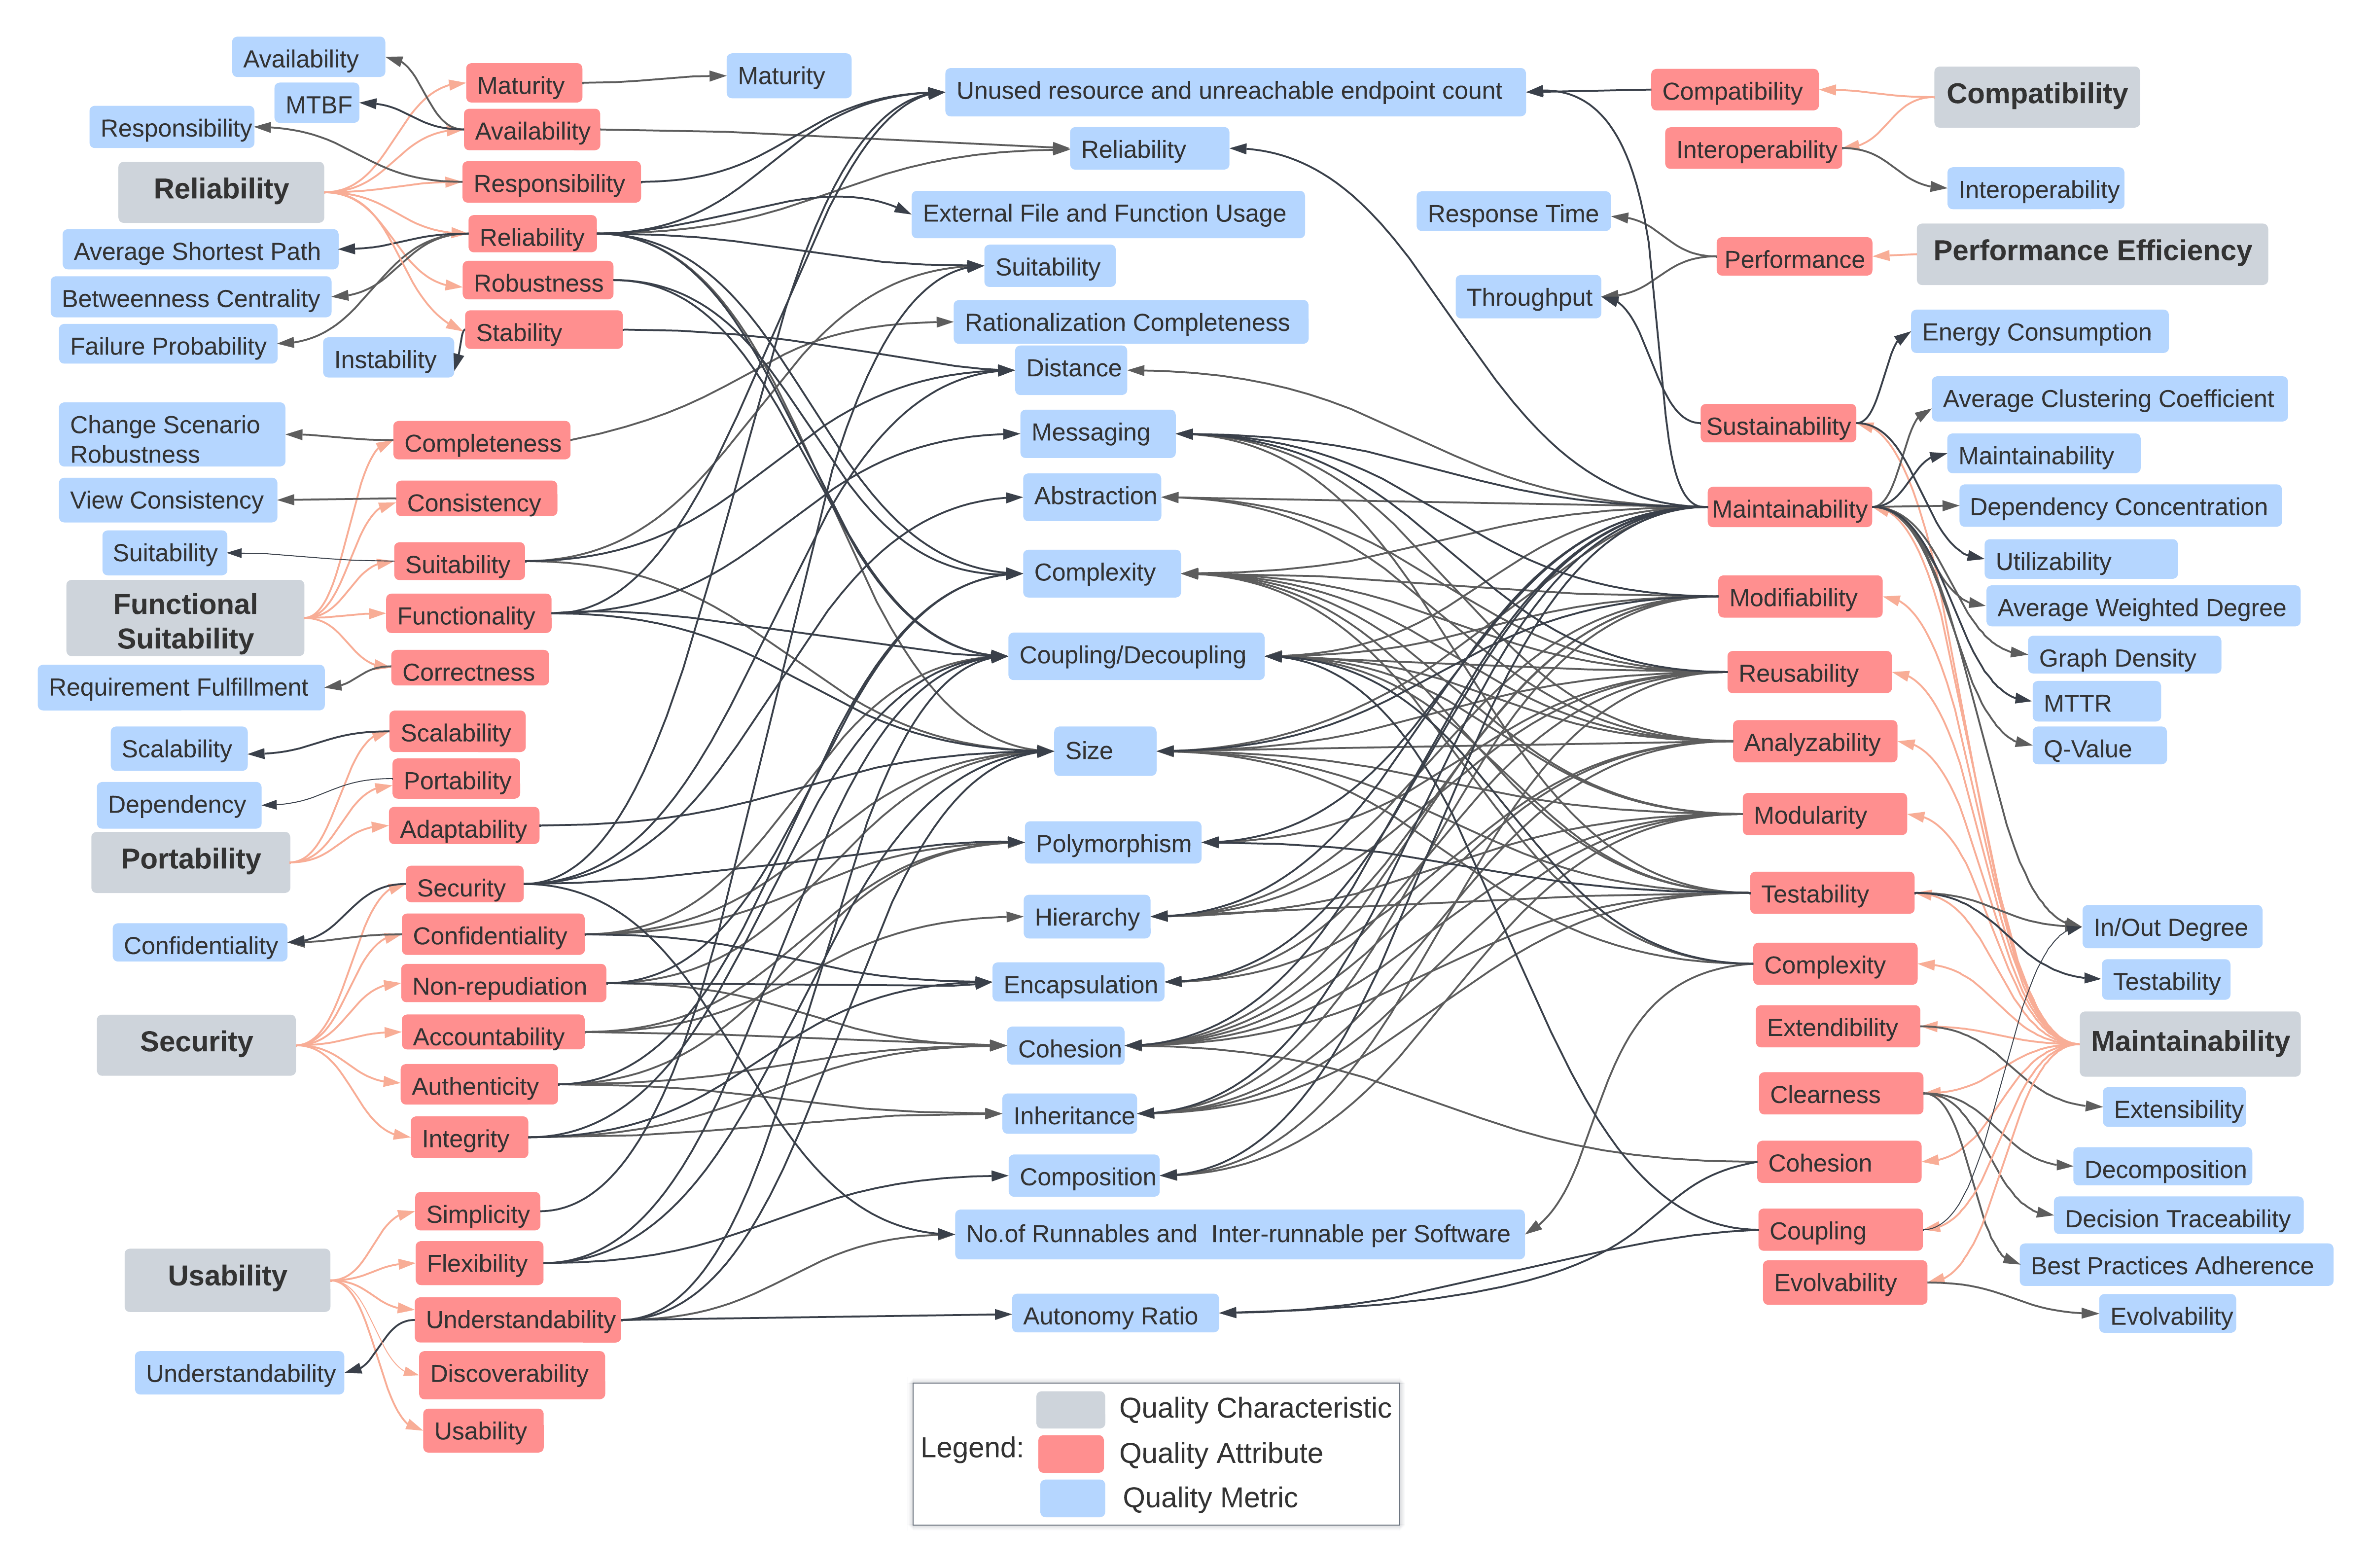 Availability
MTBF
Responsibility
Reliability
Average Shortest Path
Betweenness Centrality
Failure Probability
Instability
Maturity
Availability
Responsibility
Reliability
Robustness
Stability
Maturity
Change Scenario
Robustness
View Consistency
Suitability
Functional
Suitability
Requirement Fulfillment
Completeness
Consistency
Suitability
Functionality
Correctness
Scalability
Dependency
Portability
Scalability
Portability
Adaptability
Confidentiality
Security
Security
Confidentiality
Non-repudiation
Accountability
Authenticity
Integrity
Usability
Understandability
Simplicity
Flexibility
Understandability
Discoverability
Usability
Unused resource and unreachable endpoint count
Reliability
External File and Function Usage
Suitability
Rationalization Completeness
Distance
Messaging
Abstraction
Complexity
Coupling/Decoupling
Size
Polymorphism
Hierarchy
Encapsulation
Cohesion
Inheritance
Composition
No.of Runnables and Inter-runnable per Software
Autonomy Ratio
Response Time
Throughput
Compatibility
Interoperability
Performance
Sustainability
Maintainability
Modifiability
Reusability
Analyzability
Modularity
Testability
Complexity
Extendibility
Clearness
Cohesion
Coupling
Evolvability
Compatibility
Interoperability
Performance Efficiency
Energy Consumption
Average Clustering Coefficient
Maintainability
Dependency Concentration
Utilizability
Average Weighted Degree
Graph Density
MTTR
Q-Value
In/Out Degree
Testability
Maintainability
Extensibility
Decomposition
Decision Traceability
Best Practices Adherence
Evolvability
Legend:
Quality Characteristic
Quality Attribute
Quality Metric